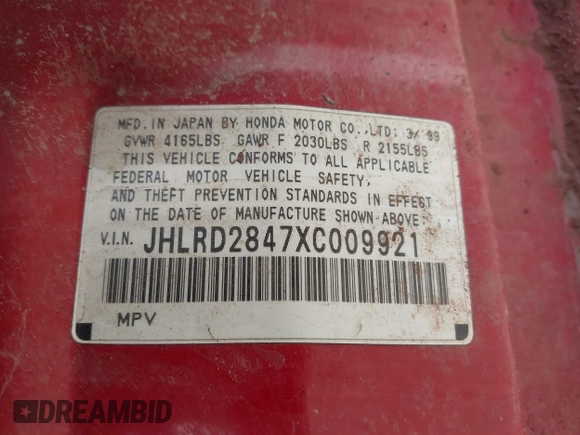 MFD.IN JAPAN BY HONDA MOTOR CO.,LTD: 3/99
GVWR 4165LBS GAWR F 2030LBS R 2155LBS
THIS VEHICLE CONFORMS TO ALL APPLICABLE
FEDERAL MOTOR VEHICLE SAFETY,
AND THEFT PREVENTION STANDARDS IN EFFECT
ON THE DATE OF MANUFACTURE SHOWN ABOVE.
V.I.N. JHLRD2847XC009921
MPV
DREAMBID